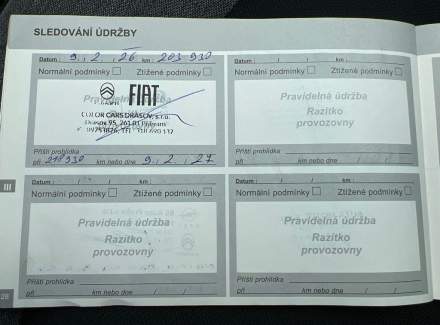 SLEDOVÁNÍ ÚDRŽBY
Datum : 9. / 2. / 26 km : 203 930
Normální podmínky Ztížené podmínky
FIAT
Příští prohlídka
při km nebo dne 9. / 2. / 27
Datum : / / km :
Normální podmínky Ztížené podmínky
Pravidelná údržba
Razítko
provozovny
Příští prohlídka
při km nebo dne / /
III
Datum : / / km :
Normální podmínky Ztížené podmínky
Pravidelná údržba
Razítko
provozovny
Příští prohlídka
při km nebo dne / /
Datum : / / km :
Normální podmínky Ztížené podmínky
Pravidelná údržba
Razítko
provozovny
Příští prohlídka
při km nebo dne / /